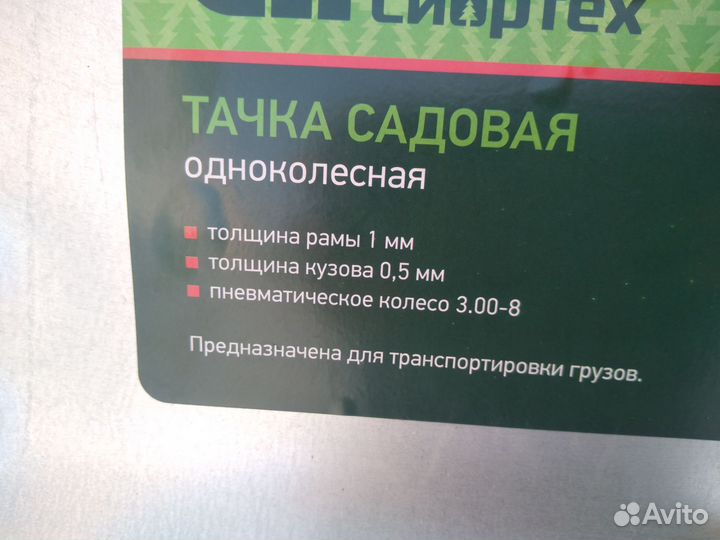 Сибртех
ТАЧКА САДОВАЯ
одноколесная
толщина рамы 1 мм
толщина кузова 0,5 мм
пневматическое колесо 3.00-8
Предназначена для транспортировки грузов.
Avito